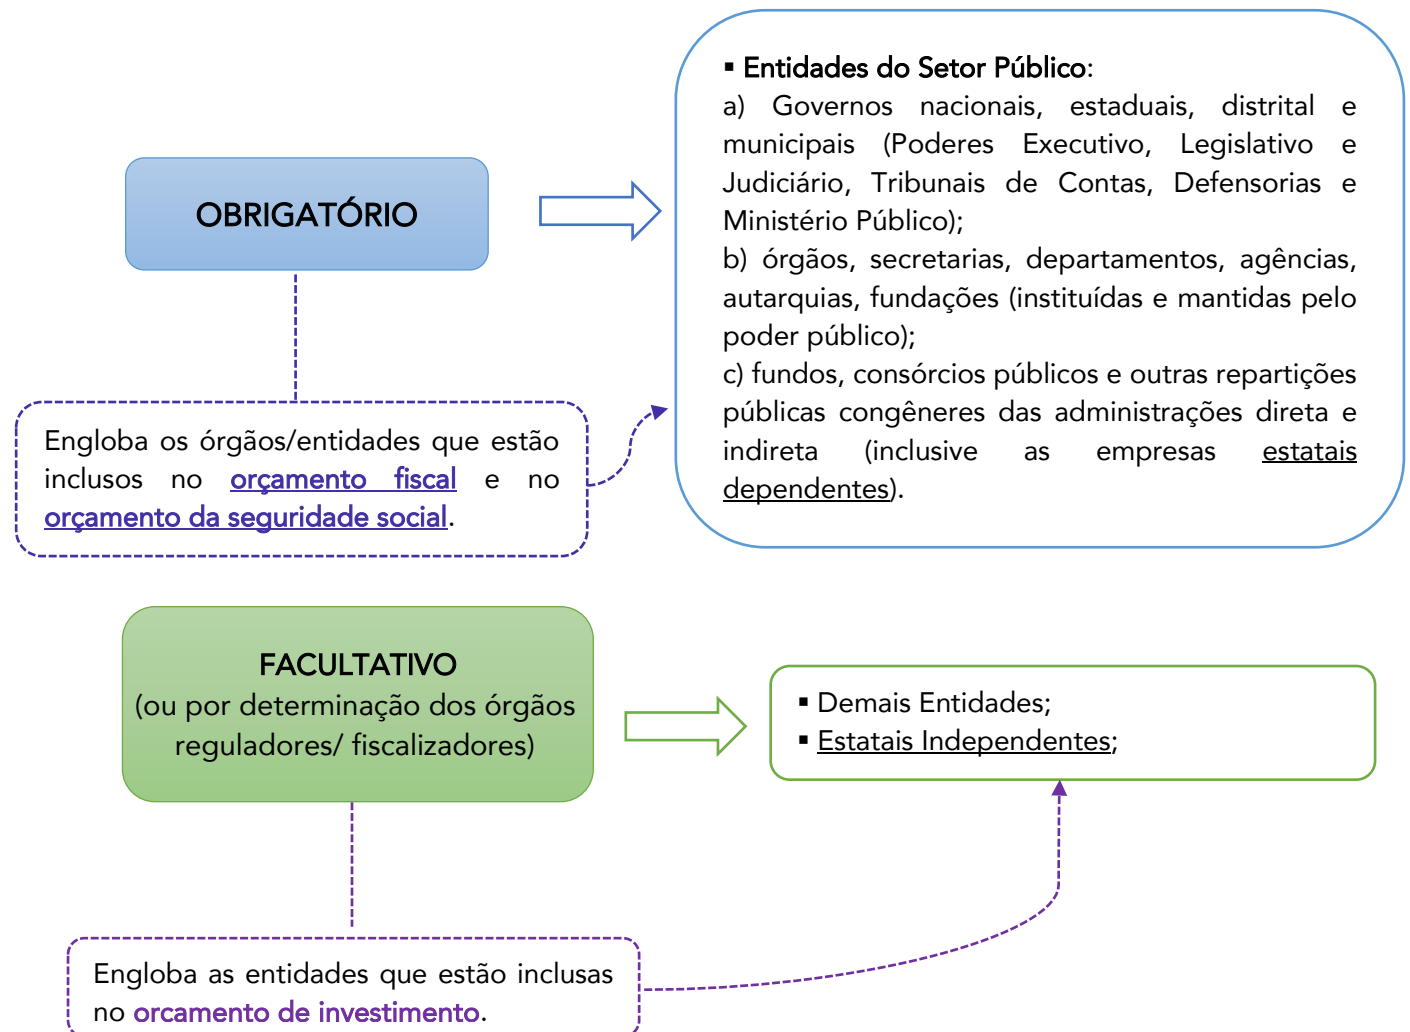 OBRIGATÓRIO
▪ Entidades do Setor Público:
a) Governos nacionais, estaduais, distrital e
municipais (Poderes Executivo, Legislativo e
Judiciário, Tribunais de Contas, Defensorias e
Ministério Público);
b) órgãos, secretarias, departamentos, agências,
autarquias, fundações (instituídas e mantidas pelo
poder público);
c) fundos, consórcios públicos e outras repartições
públicas congêneres das administrações direta e
indireta (inclusive as empresas estatais
dependentes).
Engloba os órgãos/entidades que estão
inclusos no orçamento fiscal e no
orçamento da seguridade social.
FACULTATIVO
(ou por determinação dos órgãos
reguladores/ fiscalizadores)
▪ Demais Entidades;
▪ Estatais Independentes;
Engloba as entidades que estão inclusas
no orcamento de investimento.